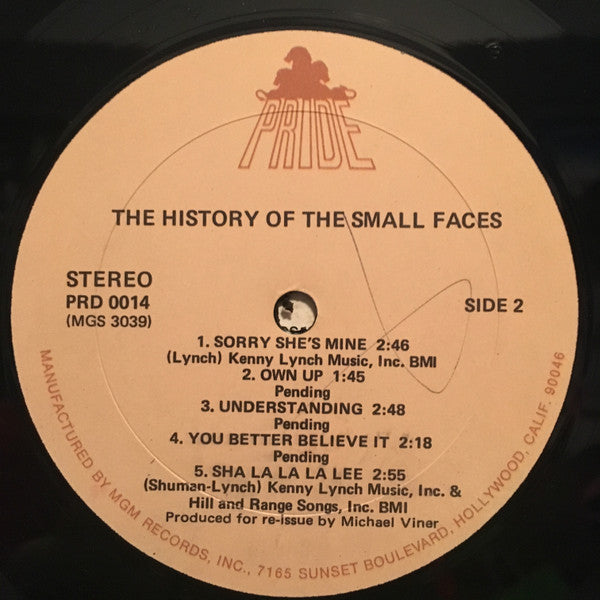 PRIDE
THE HISTORY OF THE SMALL FACES
STEREO
PRD 0014
(MGS 3039)
SIDE 2
1. SORRY SHE'S MINE 2:46
(Lynch) Kenny Lynch Music, Inc. BMI
2. OWN UP 1:45
Pending
3. UNDERSTANDING 2:48
Pending
4. YOU BETTER BELIEVE IT 2:18
Pending
5. SHA LA LA LA LEE 2:55
(Shuman-Lynch) Kenny Lynch Music, Inc. &
Hill and Range Songs, Inc. BMI
Produced for re-issue by Michael Viner
MANUFACTURED BY MGM RECORDS, INC., 7165 SUNSET BOULEVARD, HOLLYWOOD, CALIF. 90046